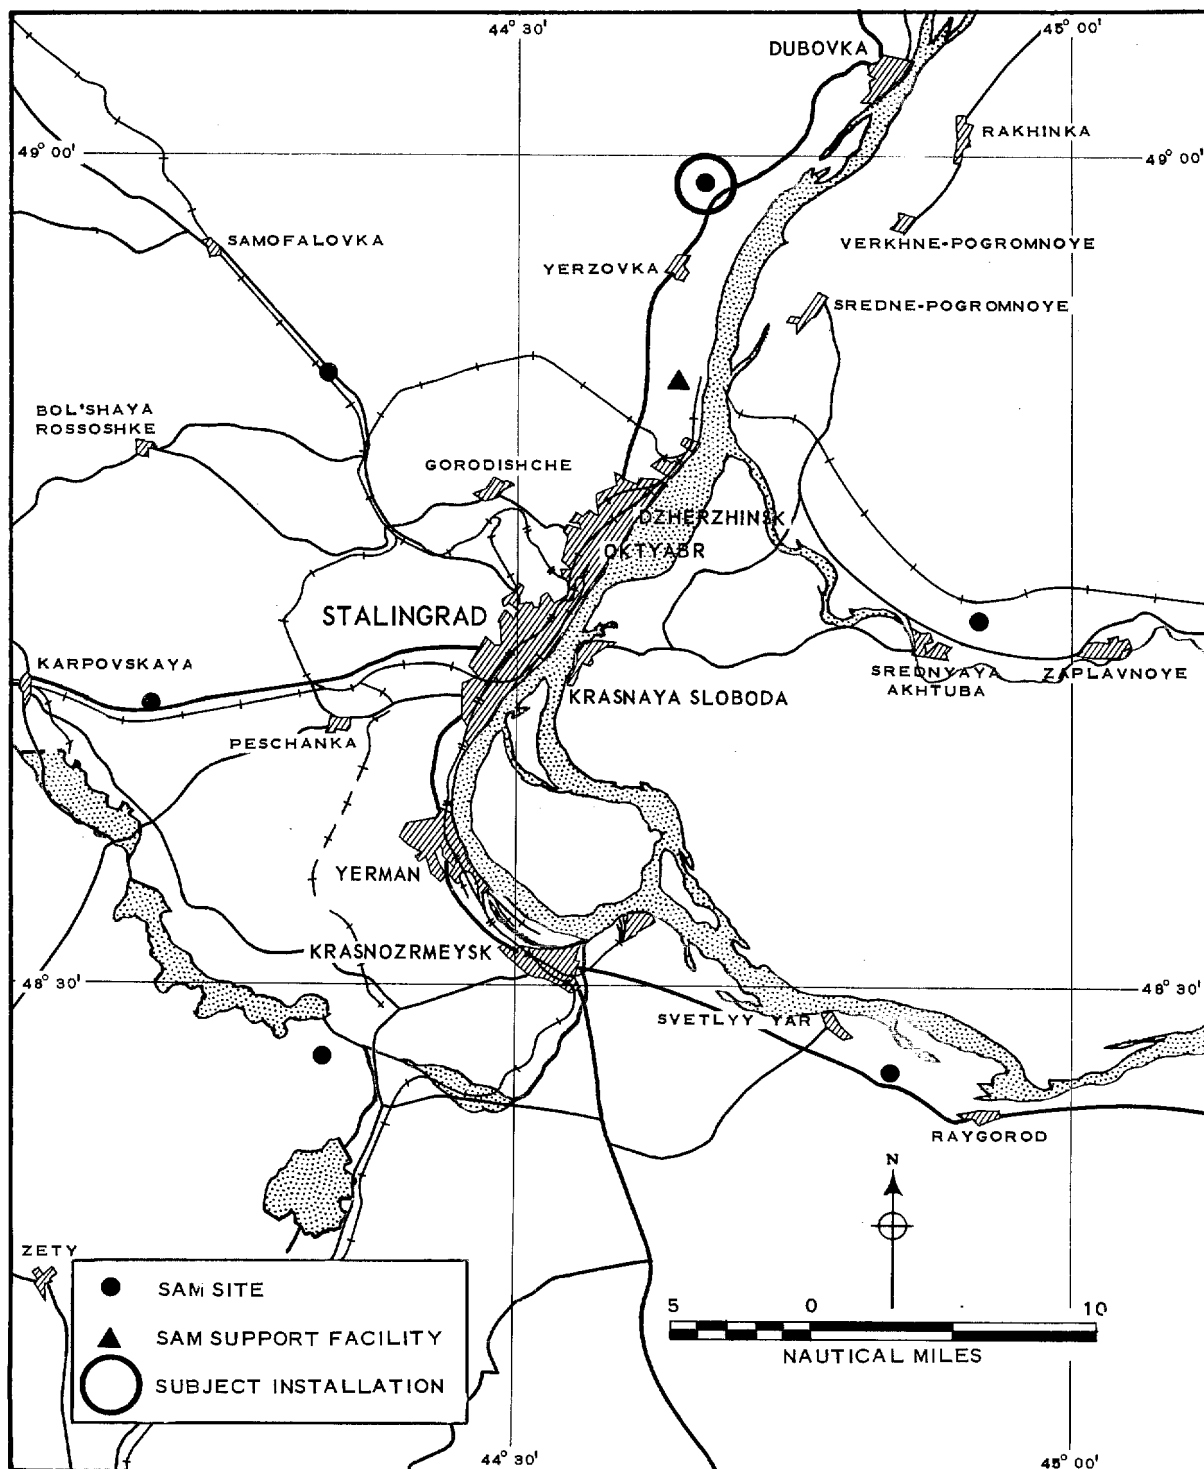 44° 30'
45° 00'
DUBOVKA
RAKHINKA
49° 00'
49° 00'
SAMOFALOVKA
VERKHNE-POGROMNOYE
YERZOVKA
SREDNE-POGROMNOYE
BOL'SHAYA
ROSSOSHKE
GORODISHCHE
DZHERZHINSK
OKTYABR
STALINGRAD
KARPOVSKAYA
SREDNYAYA
AKHTUBA
ZAPLAVNOYE
KRASNAYA SLOBODA
PESCHANKA
YERMAN
KRASNOZRMEYSK
48° 30'
48° 30'
SVETLYY YAR
RAYGOROD
N
ZETY
SAM SITE
SAM SUPPORT FACILITY
SUBJECT INSTALLATION
5 0 10
NAUTICAL MILES
44° 30'
45° 00'